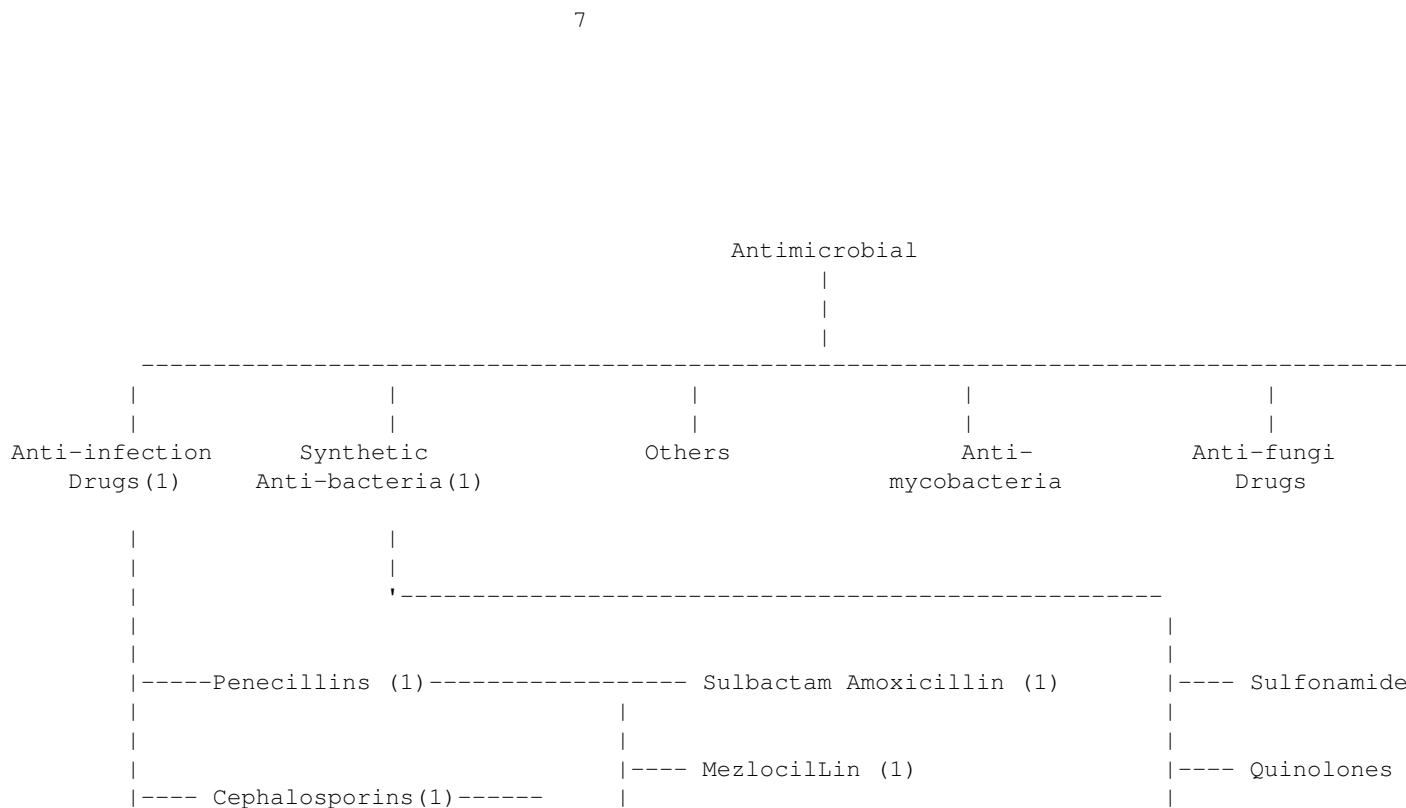 7
Antimicrobial
Anti-infection Synthetic Others Anti- Anti-fungi
Drugs(1) Anti-bacteria(1) mycobacteria Drugs
Penecillins (1) Sulbactam Amoxicillin (1) Sulfonamide
MezlocilLin (1) Quinolones
Cephalosporins(1)